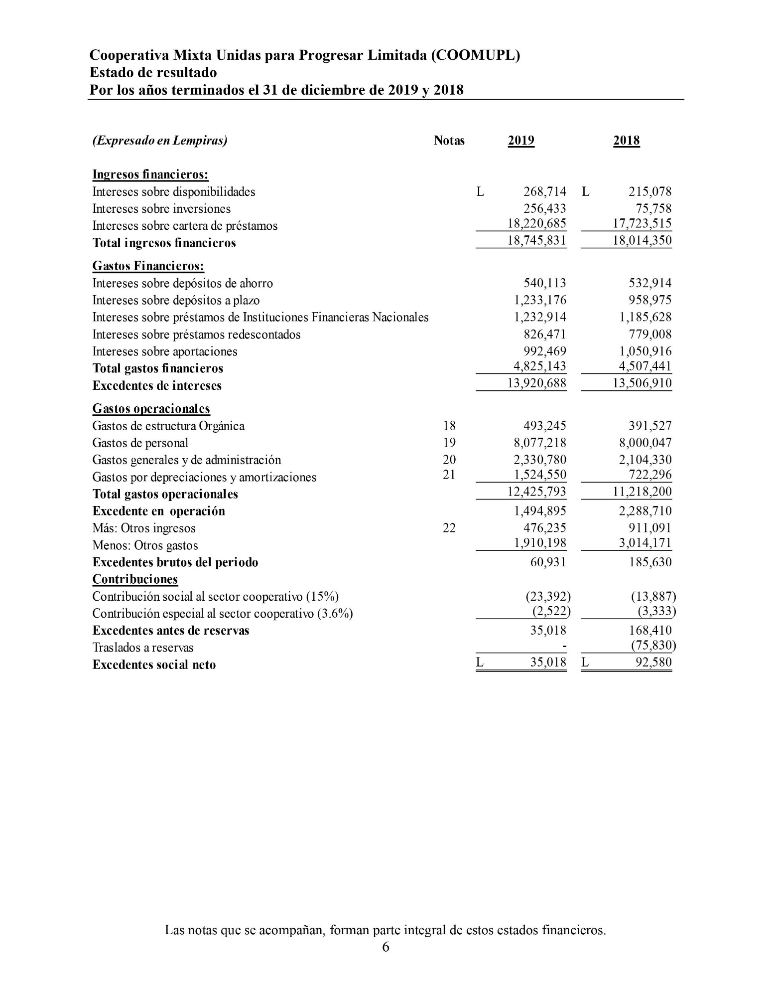 Cooperativa Mixta Unidas para Progresar Limitada (COOMUPL)
Estado de resultado
Por los años terminados el 31 de diciembre de 2019 y 2018
(Expresado en Lempiras) Notas 2019 2018
Ingresos financieros:
Intereses sobre disponibilidades L 268,714 L 215,078
Intereses sobre inversiones 256,433 75,758
Intereses sobre cartera de préstamos 18,220,685 17,723,515
Total ingresos financieros 18,745,831 18,014,350
Gastos Financieros:
Intereses sobre depósitos de ahorro 540,113 532,914
Intereses sobre depósitos a plazo 1,233,176 958,975
Intereses sobre préstamos de Instituciones Financieras Nacionales 1,232,914 1,185,628
Intereses sobre préstamos redescontados 826,471 779,008
Intereses sobre aportaciones 992,469 1,050,916
Total gastos financieros 4,825,143 4,507,441
Excedentes de intereses 13,920,688 13,506,910
Gastos operacionales
Gastos de estructura Orgánica 18 493,245 391,527
Gastos de personal 19 8,077,218 8,000,047
Gastos generales y de administración 20 2,330,780 2,104,330
Gastos por depreciaciones y amortizaciones 21 1,524,550 722,296
Total gastos operacionales 12,425,793 11,218,200
Excedente en operación 1,494,895 2,288,710
Más: Otros ingresos 22 476,235 911,091
Menos: Otros gastos 1,910,198 3,014,171
Excedentes brutos del periodo 60,931 185,630
Contribuciones
Contribución social al sector cooperativo (15%) (23,392) (13,887)
Contribución especial al sector cooperativo (3.6%) (2,522) (3,333)
Excedentes antes de reservas 35,018 168,410
Traslados a reservas - (75,830)
Excedentes social neto L 35,018 L 92,580
Las notas que se acompañan, forman parte integral de estos estados financieros.
6